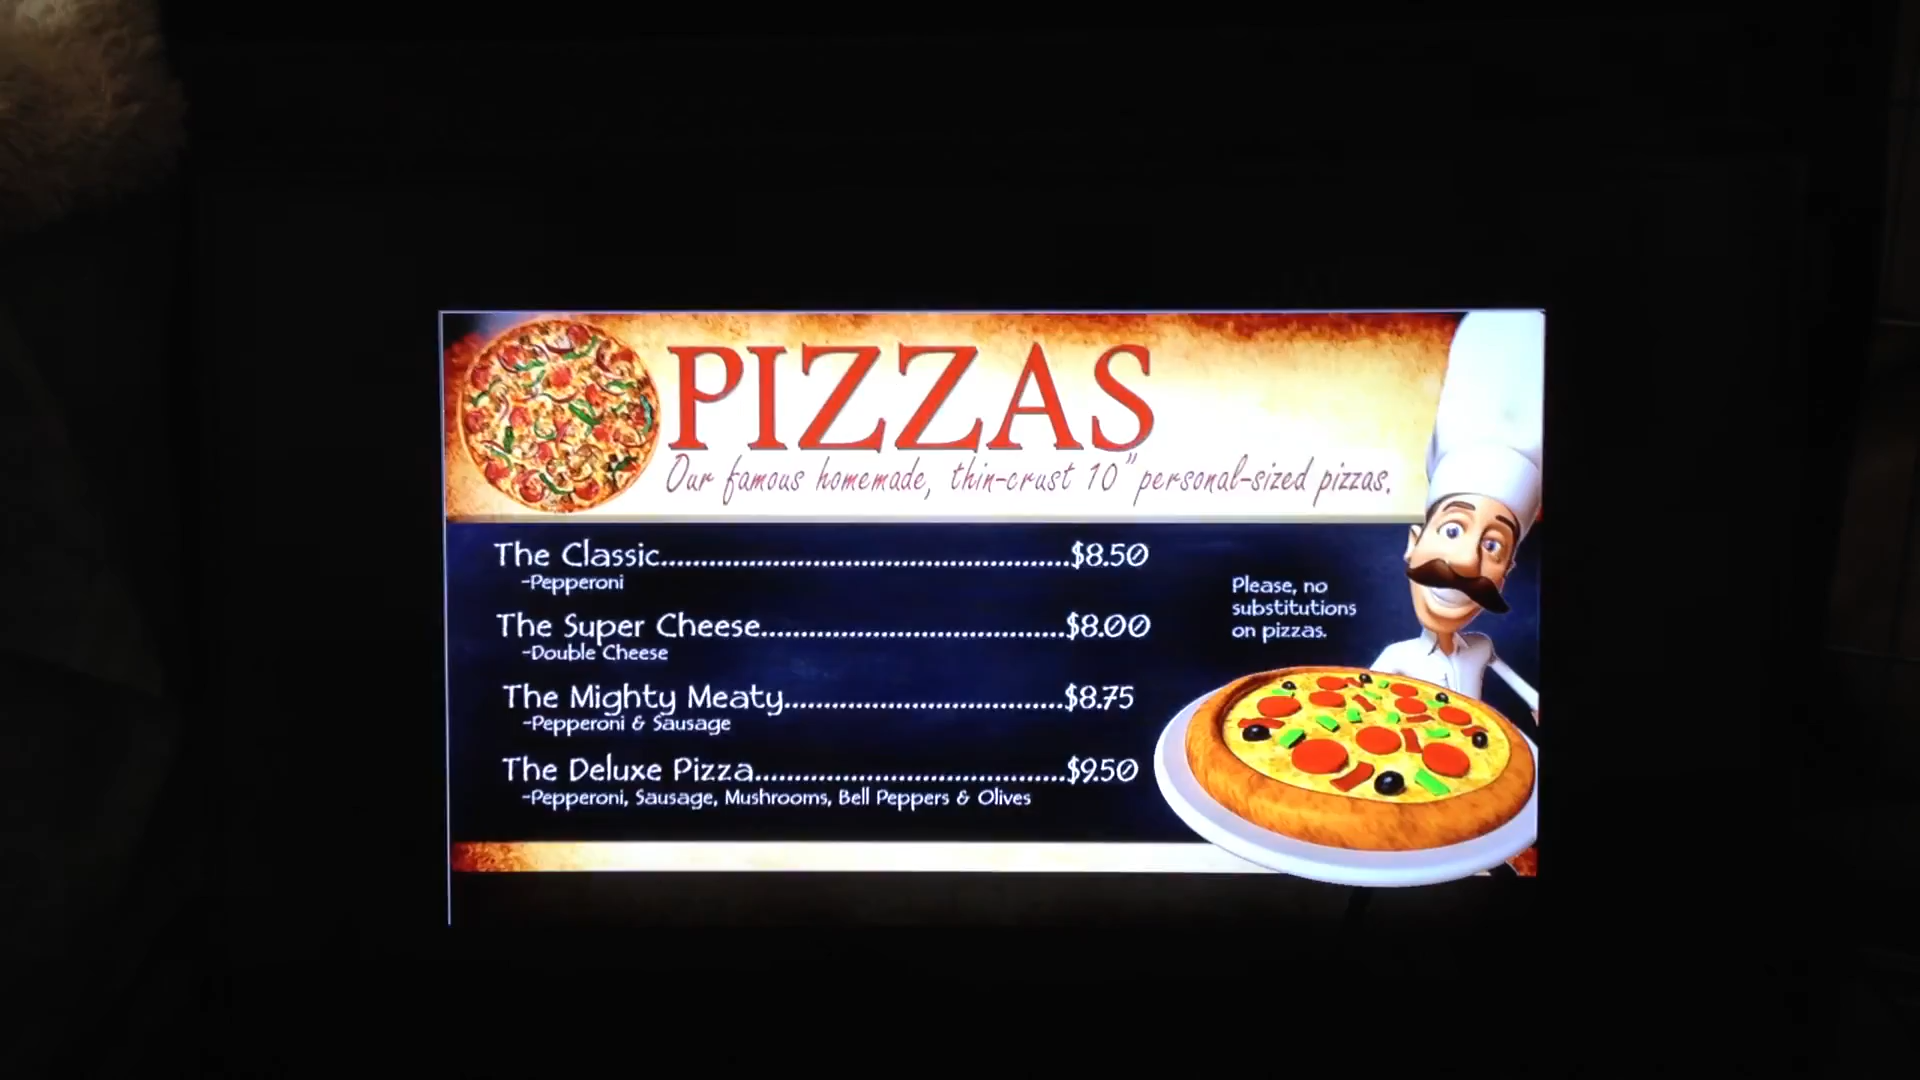 PIZZAS
Our famous homemade, thin-crust 10" personal-sized pizzas.
The Classic....................................................$8.50
-Pepperoni
The Super Cheese.......................................$8.00
-Double Cheese
The Mighty Meaty....................................$8.75
-Pepperoni & Sausage
The Deluxe Pizza........................................$9.50
-Pepperoni, Sausage, Mushrooms, Bell Peppers & Olives
Please, no
substitutions
on pizzas.